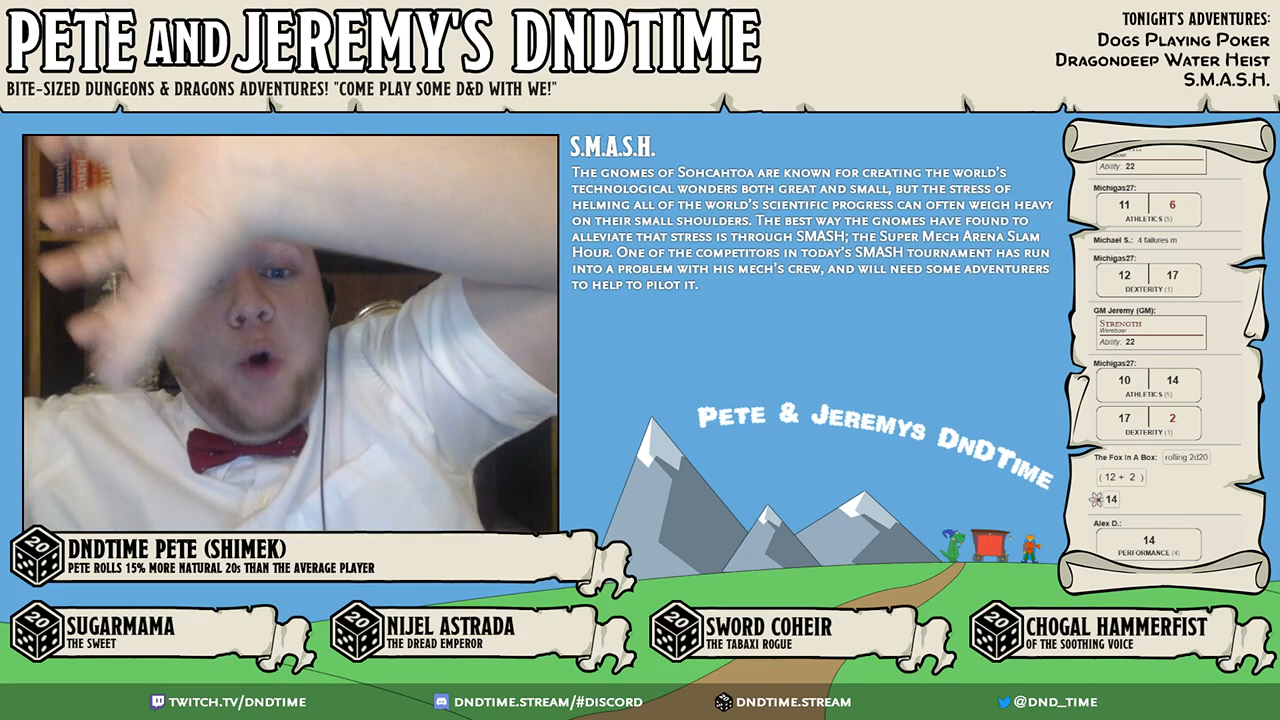 PETE AND JEREMY'S DNDTIME
BITE-SIZED DUNGEONS & DRAGONS ADVENTURES! "COME PLAY SOME D&D WITH WE!"
TONIGHT'S ADVENTURES:
DOGS PLAYING POKER
DRAGONDEEP WATER HEIST
S.M.A.S.H.
S.M.A.S.H.
THE GNOMES OF SOHCAHTOA ARE KNOWN FOR CREATING THE WORLD'S
TECHNOLOGICAL WONDERS BOTH GREAT AND SMALL, BUT THE STRESS OF
HELMING ALL OF THE WORLD'S SCIENTIFIC PROGRESS CAN OFTEN WEIGH HEAVY
ON THEIR SMALL SHOULDERS. THE BEST WAY THE GNOMES HAVE FOUND TO
ALLEVIATE THAT STRESS IS THROUGH SMASH; THE SUPER MECH ARENA SLAM
HOUR. ONE OF THE COMPETITORS IN TODAY'S SMASH TOURNAMENT HAS RUN
INTO A PROBLEM WITH HIS MECH'S CREW, AND WILL NEED SOME ADVENTURERS
TO HELP TO PILOT IT.
Ability: 22
Michigas27:
11 6
ATHLETICS (5)
Michael S.: 4 failures m
Michigas27:
12 17
DEXTERITY (1)
GM Jeremy (GM):
STRENGTH
Wereboar
Ability: 22
Michigas27:
10 14
ATHLETICS (5)
17 2
DEXTERITY (1)
The Fox In A Box: rolling 2d20
( 12 + 2 )
14
Alex D.:
14
PERFORMANCE (4)
PETE & JEREMYS DNDTIME
20 DNDTIME PETE (SHIMEK)
PETE ROLLS 15% MORE NATURAL 20S THAN THE AVERAGE PLAYER
20 SUGARMAMA
THE SWEET
20 NIJEL ASTRADA
THE DREAD EMPEROR
20 SWORD COHEIR
THE TABAXI ROGUE
20 CHOGAL HAMMERFIST
OF THE SOOTHING VOICE
TWITCH.TV/DNDTIME
DNDTIME.STREAM/#DISCORD
DNDTIME.STREAM
@DND_TIME